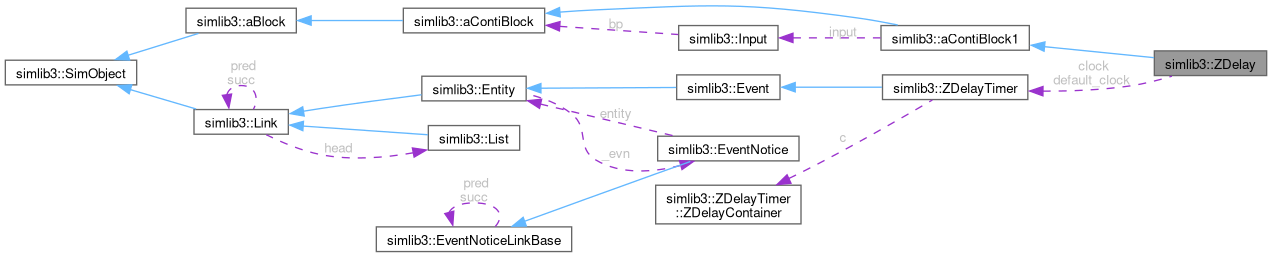 simlib3::aBlock
simlib3::aContiBlock
bp
simlib3::Input
input
simlib3::aContiBlock1
simlib3::SimObject
simlib3::ZDelay
pred
succ
simlib3::Entity
simlib3::Event
simlib3::ZDelayTimer
clock
default_clock
simlib3::Link
simlib3::List
head
entity
_evn
simlib3::EventNotice
c
simlib3::ZDelayTimer
::ZDelayContainer
pred
succ
simlib3::EventNoticeLinkBase